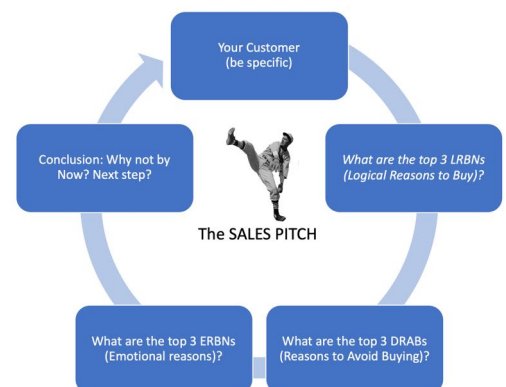 Your Customer
(be specific)
What are the top 3 LRBNs
(Logical Reasons to Buy)?
What are the top 3 DRABs
(Reasons to Avoid Buying)?
What are the top 3 ERBNs
(Emotional reasons)?
Conclusion: Why not by
Now? Next step?
The SALES PITCH